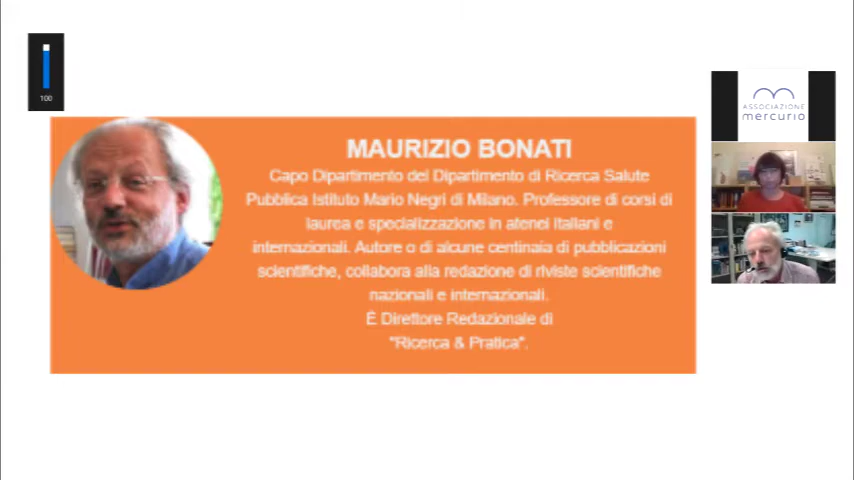 100
MAURIZIO BONATI
Capo Dipartimento del Dipartimento di Ricerca Salute
Pubblica Istituto Mario Negri di Milano. Professore di corsi di
laurea e specializzazione in atenei italiani e
internazionali. Autore o di alcune centinaia di pubblicazioni
scientifiche, collabora alla redazione di riviste scientifiche
nazionali e internazionali.
È Direttore Redazionale di
"Ricerca & Pratica".
ASSOCIAZIONE
mercurio